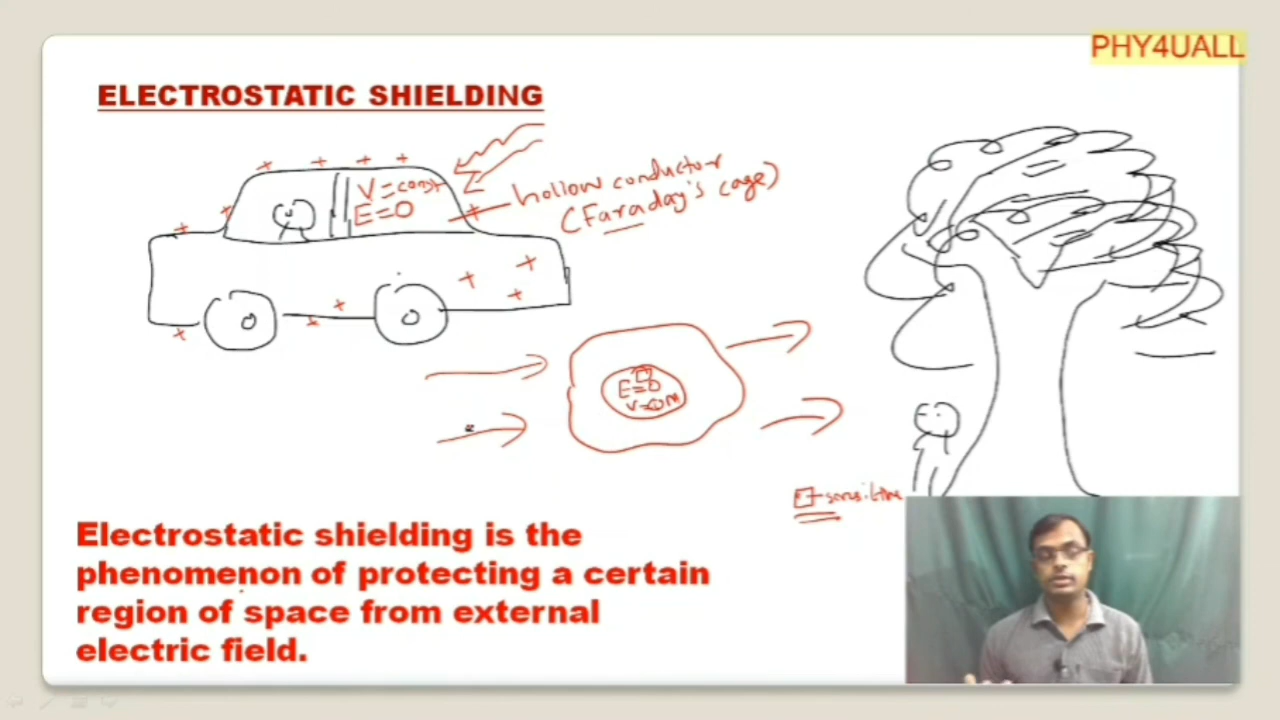 PHY4UALL
ELECTROSTATIC SHIELDING
V=const
E=0
hollow conductor
(Faraday's cage)
E=0
sensitive
Electrostatic shielding is the
phenomenon of protecting a certain
region of space from external
electric field.